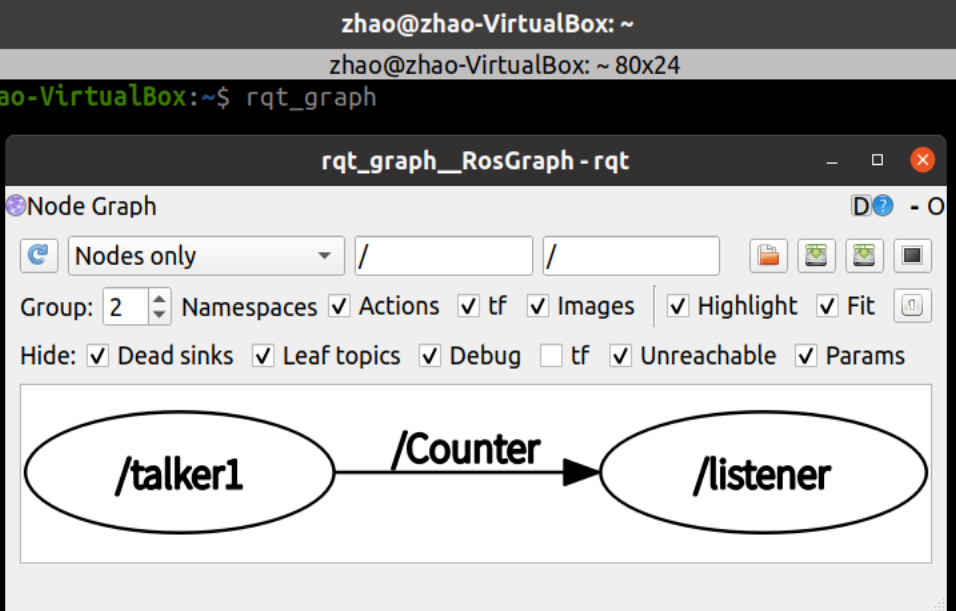 zhao@zhao-VirtualBox: ~
zhao@zhao-VirtualBox: ~ 80x24
ao-VirtualBox:~$ rqt_graph
rqt_graph__RosGraph - rqt
Node Graph D ? - O
Nodes only / /
Group: 2 Namespaces Actions tf Images Highlight Fit
Hide: Dead sinks Leaf topics Debug tf Unreachable Params
/talker1 /Counter /listener